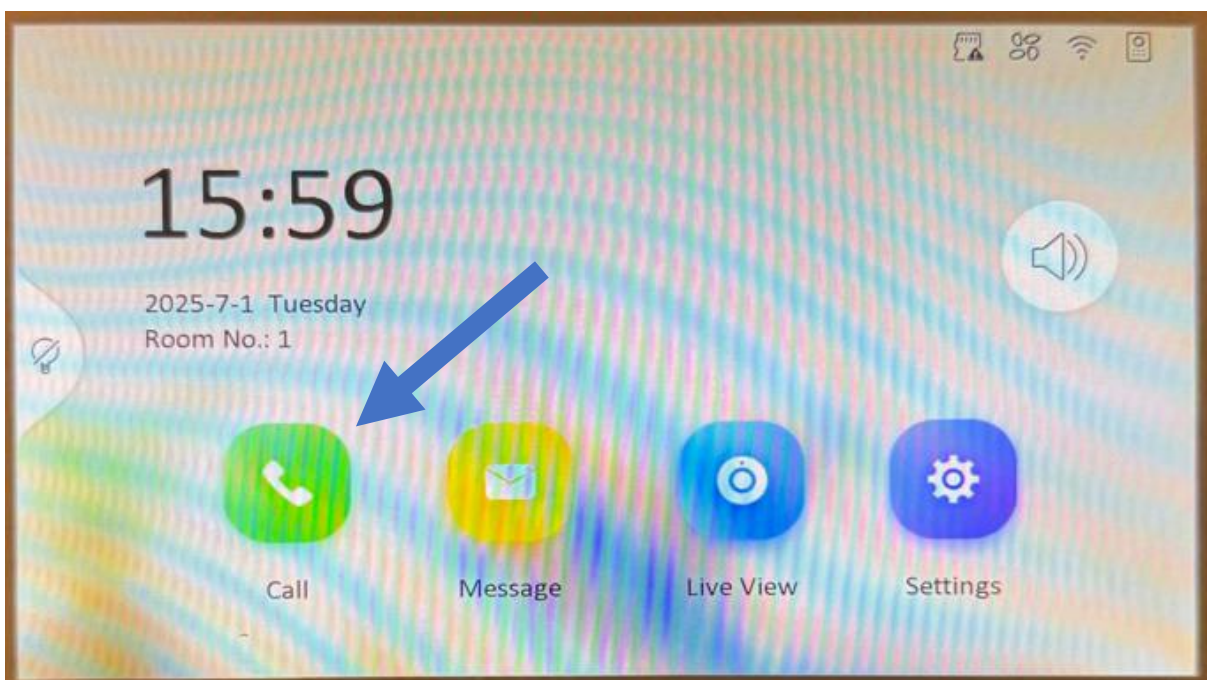 15:59
2025-7-1 Tuesday
Room No.: 1
Call
Message
Live View
Settings